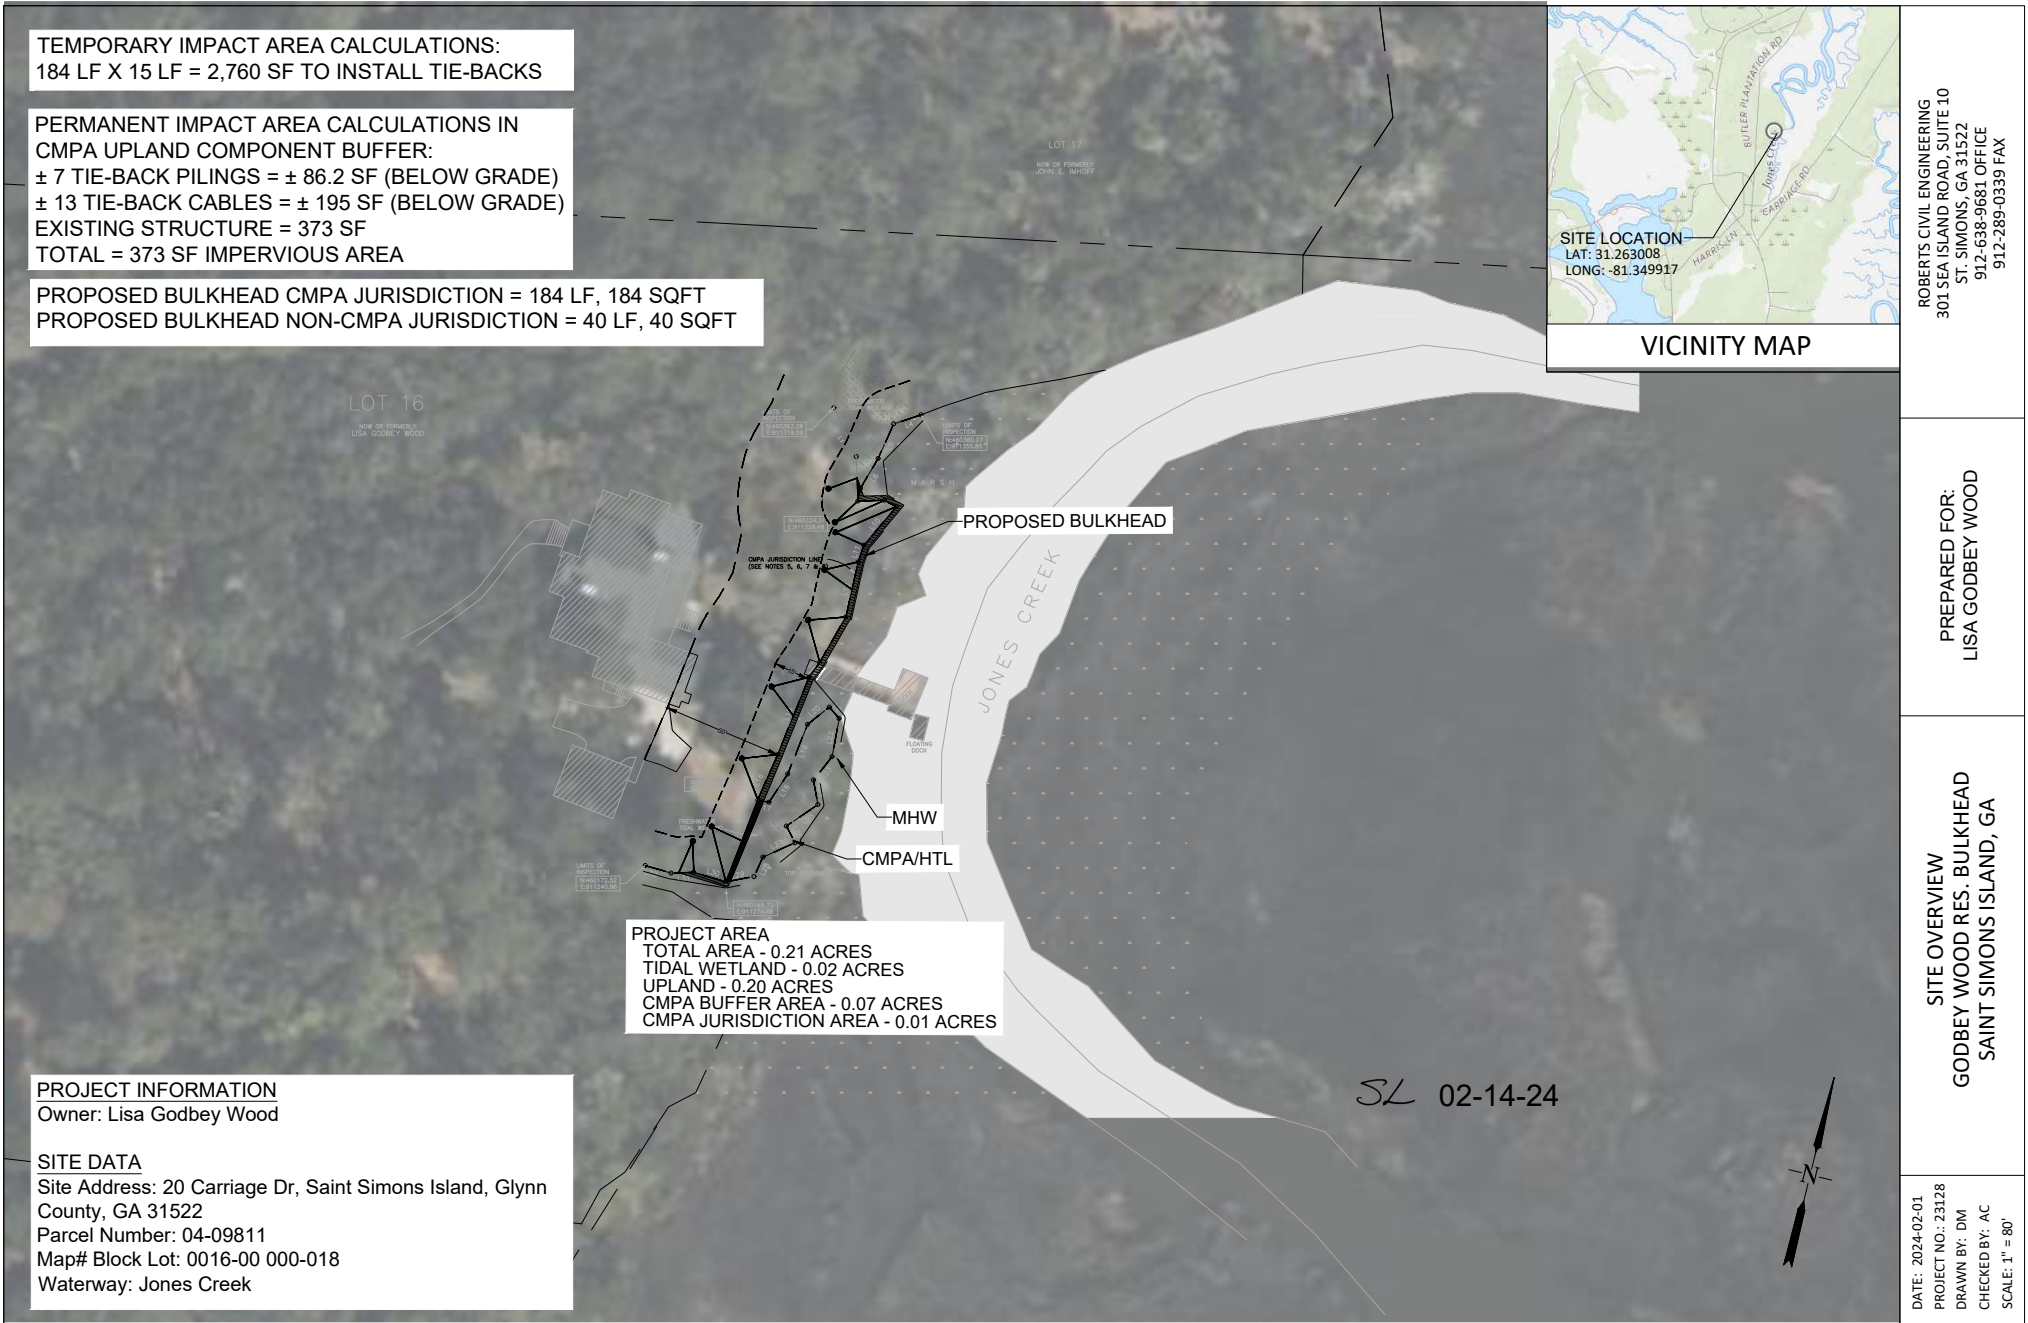 TEMPORARY IMPACT AREA CALCULATIONS:
184 LF X 15 LF = 2,760 SF TO INSTALL TIE-BACKS
PERMANENT IMPACT AREA CALCULATIONS IN
CMPA UPLAND COMPONENT BUFFER:
± 7 TIE-BACK PILINGS = ± 86.2 SF (BELOW GRADE)
± 13 TIE-BACK CABLES = ± 195 SF (BELOW GRADE)
EXISTING STRUCTURE = 373 SF
TOTAL = 373 SF IMPERVIOUS AREA
PROPOSED BULKHEAD CMPA JURISDICTION = 184 LF, 184 SQFT
PROPOSED BULKHEAD NON-CMPA JURISDICTION = 40 LF, 40 SQFT
LOT 17
NOW OR FORMERLY
JOHN E. IMHOFF
LOT 16
NOW OR FORMERLY
LISA GODBEY WOOD
LIMITS OF
INSPECTION
LIMITS OF
INSPECTION
MARSH
PROPOSED BULKHEAD
CMPA JURISDICTION LINE
(SEE NOTES 5, 6, 7 &
JONES CREEK
FLOATING
DOCK
L20
L19
L18
MHW
CMPA/HTL
FRESHWATER
TIDAL
LIMITS OF
INSPECTION
PROJECT AREA
TOTAL AREA - 0.21 ACRES
TIDAL WETLAND - 0.02 ACRES
UPLAND - 0.20 ACRES
CMPA BUFFER AREA - 0.07 ACRES
CMPA JURISDICTION AREA - 0.01 ACRES
PROJECT INFORMATION
Owner: Lisa Godbey Wood
SITE DATA
Site Address: 20 Carriage Dr, Saint Simons Island, Glynn
County, GA 31522
Parcel Number: 04-09811
Map# Block Lot: 0016-00 000-018
Waterway: Jones Creek
SL 02-14-24
N
BUTLER PLANTATION RD
Jones Creek
CARRIAGE RD
HARRIS LN
SITE LOCATION
LAT: 31.263008
LONG: -81.349917
VICINITY MAP
ROBERTS CIVIL ENGINEERING
301 SEA ISLAND ROAD, SUITE 10
ST. SIMONS, GA 31522
912-638-9681 OFFICE
912-289-0339 FAX
PREPARED FOR:
LISA GODBEY WOOD
SITE OVERVIEW
GODBEY WOOD RES. BULKHEAD
SAINT SIMONS ISLAND, GA
DATE: 2024-02-01
PROJECT NO.: 23128
DRAWN BY: DM
CHECKED BY: AC
SCALE: 1" = 80'